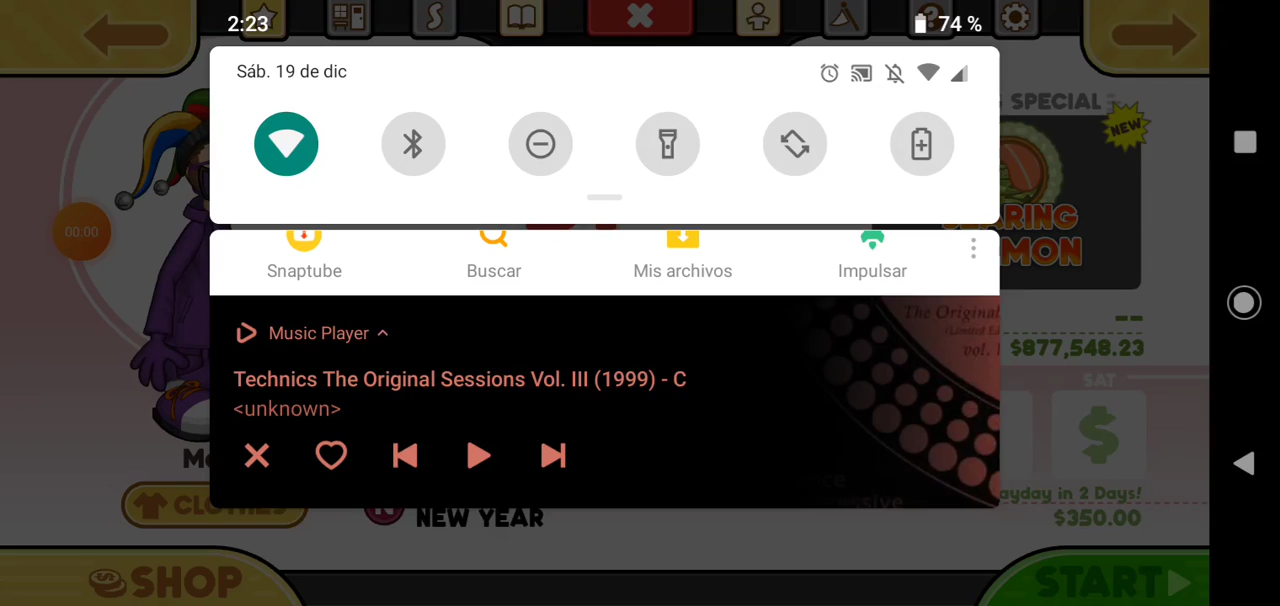 2:23
74 %
Sáb. 19 de dic
SPECIAL
NEW
00:00
Snaptube
Buscar
Mis archivos
Impulsar
Music Player
The Original
vol.
--
$877,548.23
Technics The Original Sessions Vol. III (1999) - C
<unknown>
SAT
$
ayday in 2 Days!
$350.00
CLOTHES
NEW YEAR
SHOP
START